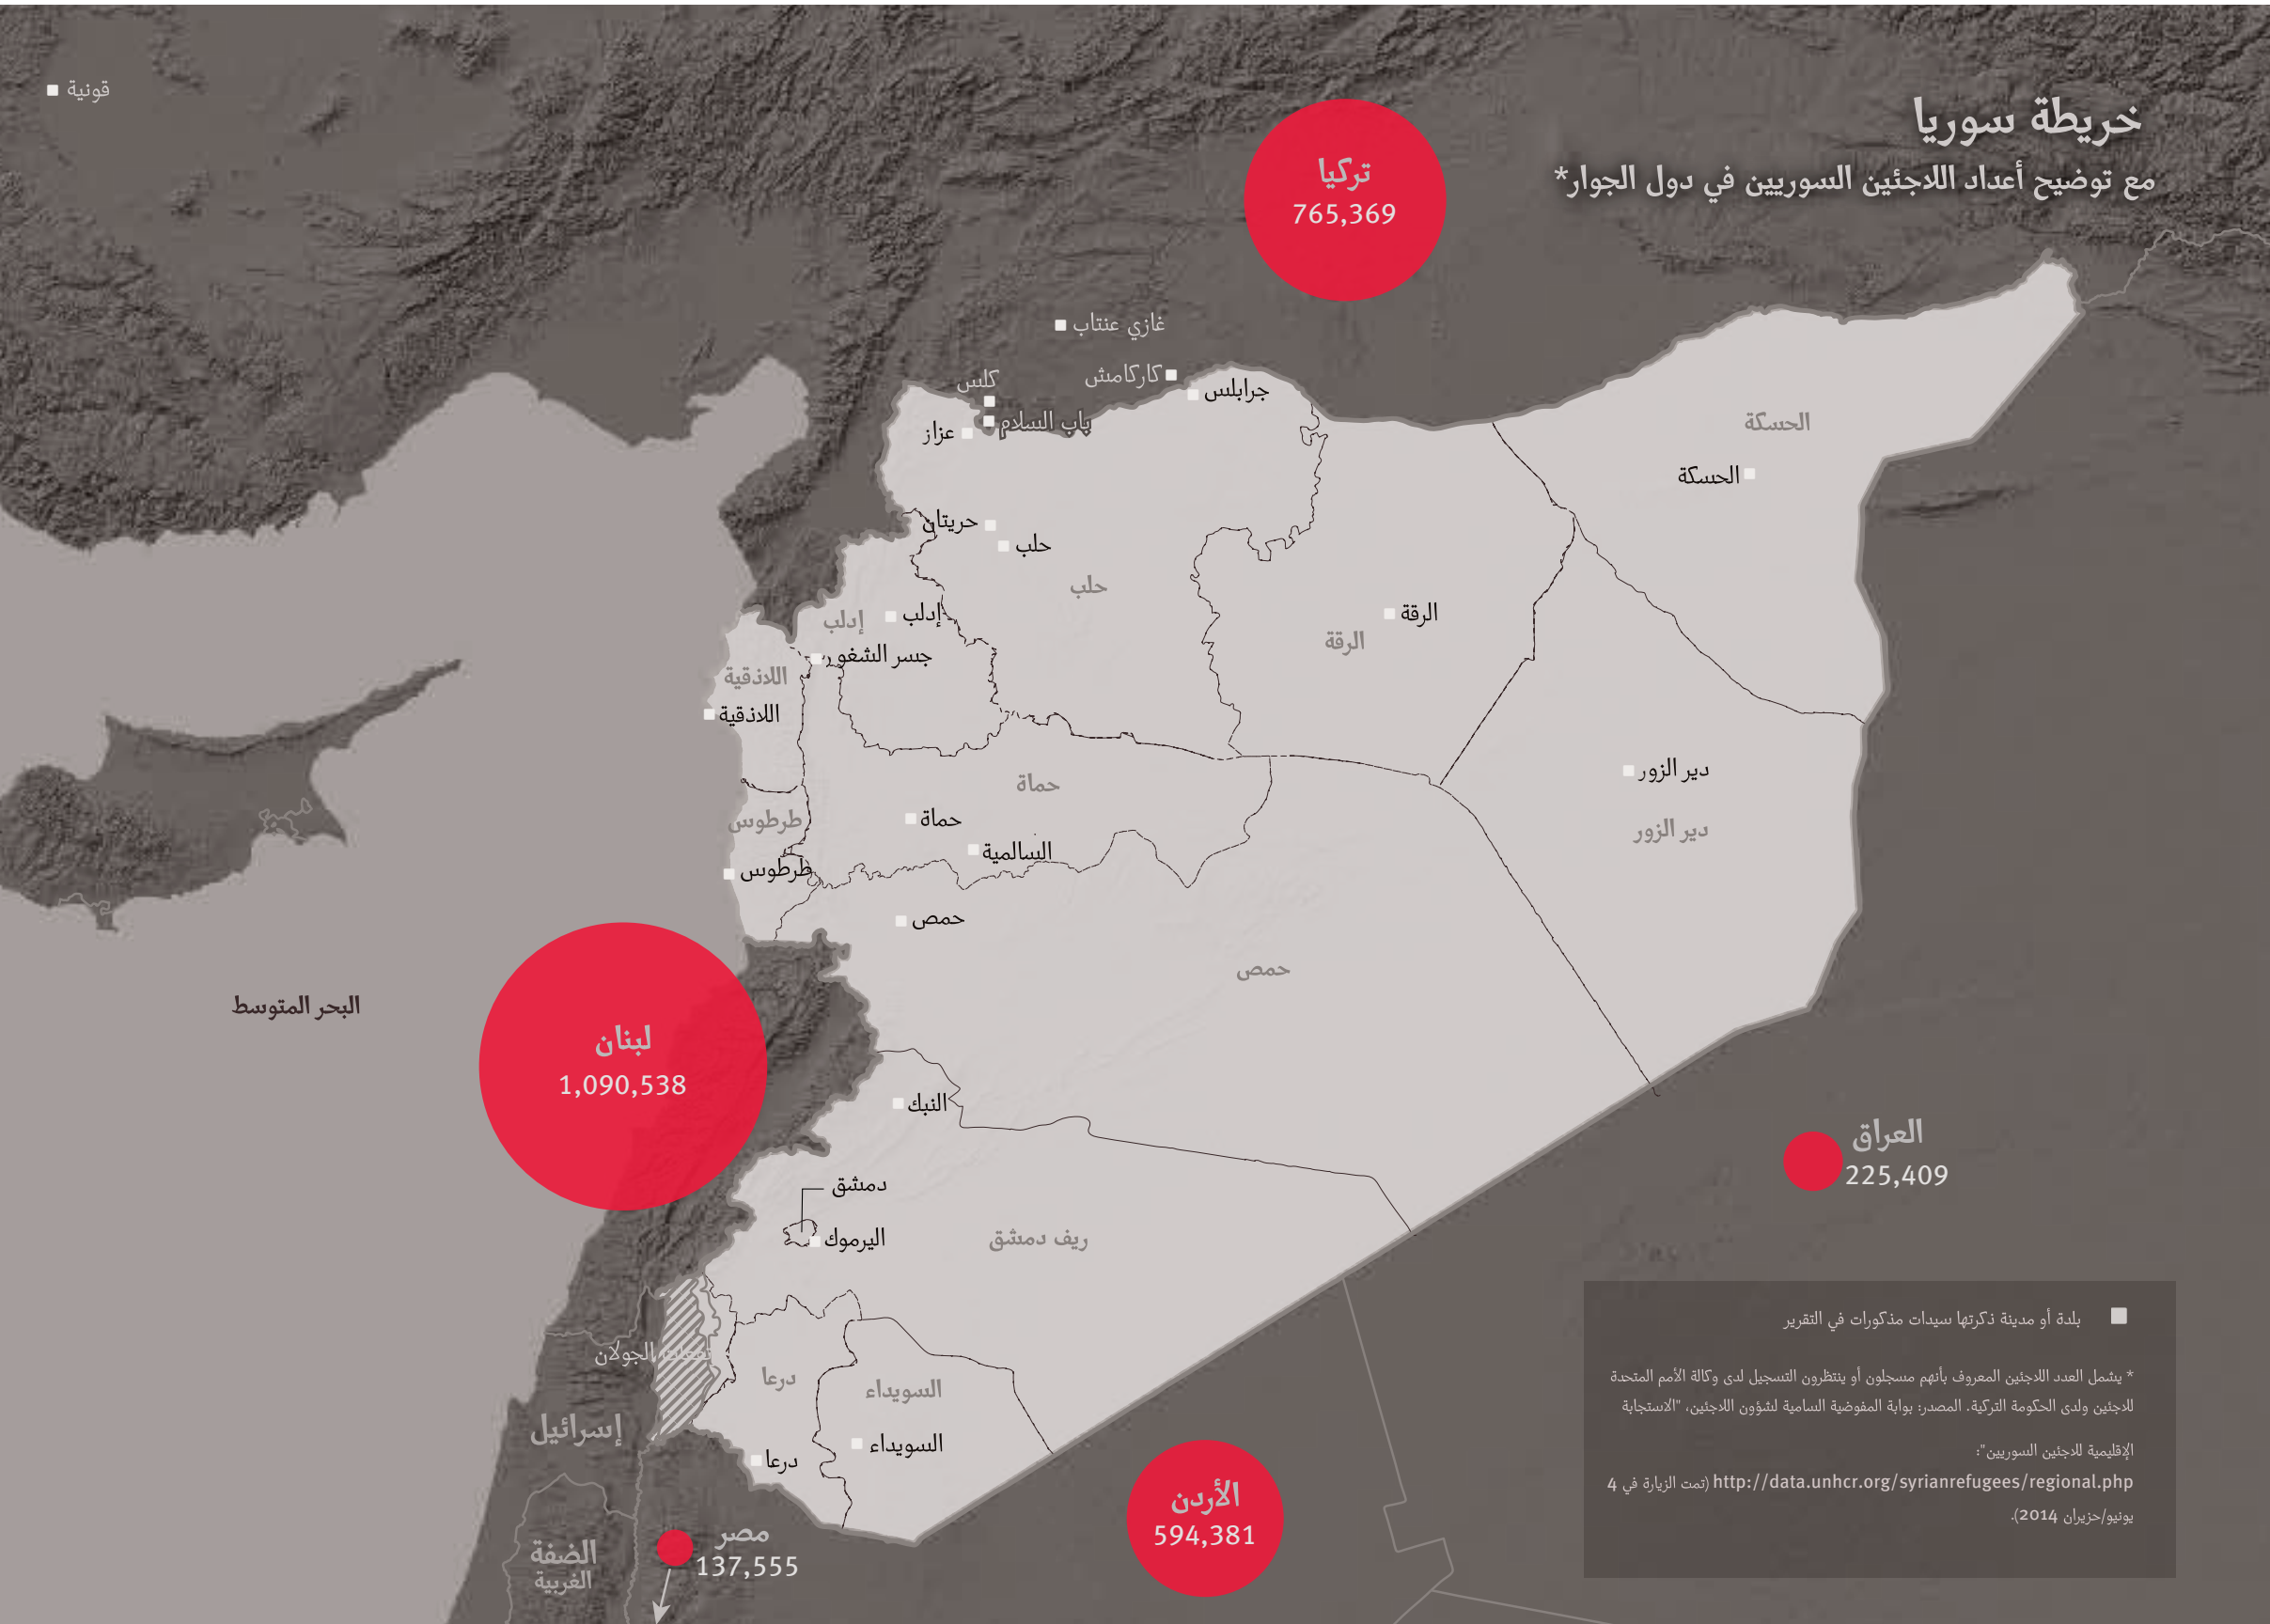 خريطة سوريا
مع توضيح أعداد اللاجئين السوريين في دول الجوار*
قونية
تركيا
765,369
غازي عنتاب
كاركامش
جرابلس
كلس
باب السلام
عزاز
الحسكة
الحسكة
حريتان
حلب
حلب
إدلب
إدلب
الرقة
الرقة
جسر الشغور
اللاذقية
اللاذقية
دير الزور
دير الزور
حماة
حماة
السالمية
طرطوس
طرطوس
حمص
حمص
البحر المتوسط
لبنان
1,090,538
النبك
العراق
225,409
دمشق
اليرموك
ريف دمشق
الجولان
درعا
درعا
السويداء
السويداء
إسرائيل
الضفة
الغربية
مصر
137,555
الأردن
594,381
بلدة أو مدينة ذكرتها سيدات مذكورات في التقرير
* يشمل العدد اللاجئين المعروف بأنهم مسجلون أو ينتظرون التسجيل لدى وكالة الأمم المتحدة
للاجئين ولدى الحكومة التركية. المصدر: بوابة المفوضية السامية لشؤون اللاجئين، "الاستجابة
الإقليمية للاجئين السوريين":
http://data.unhcr.org/syrianrefugees/regional.php (تمت الزيارة في 4
يونيو/حزيران 2014).